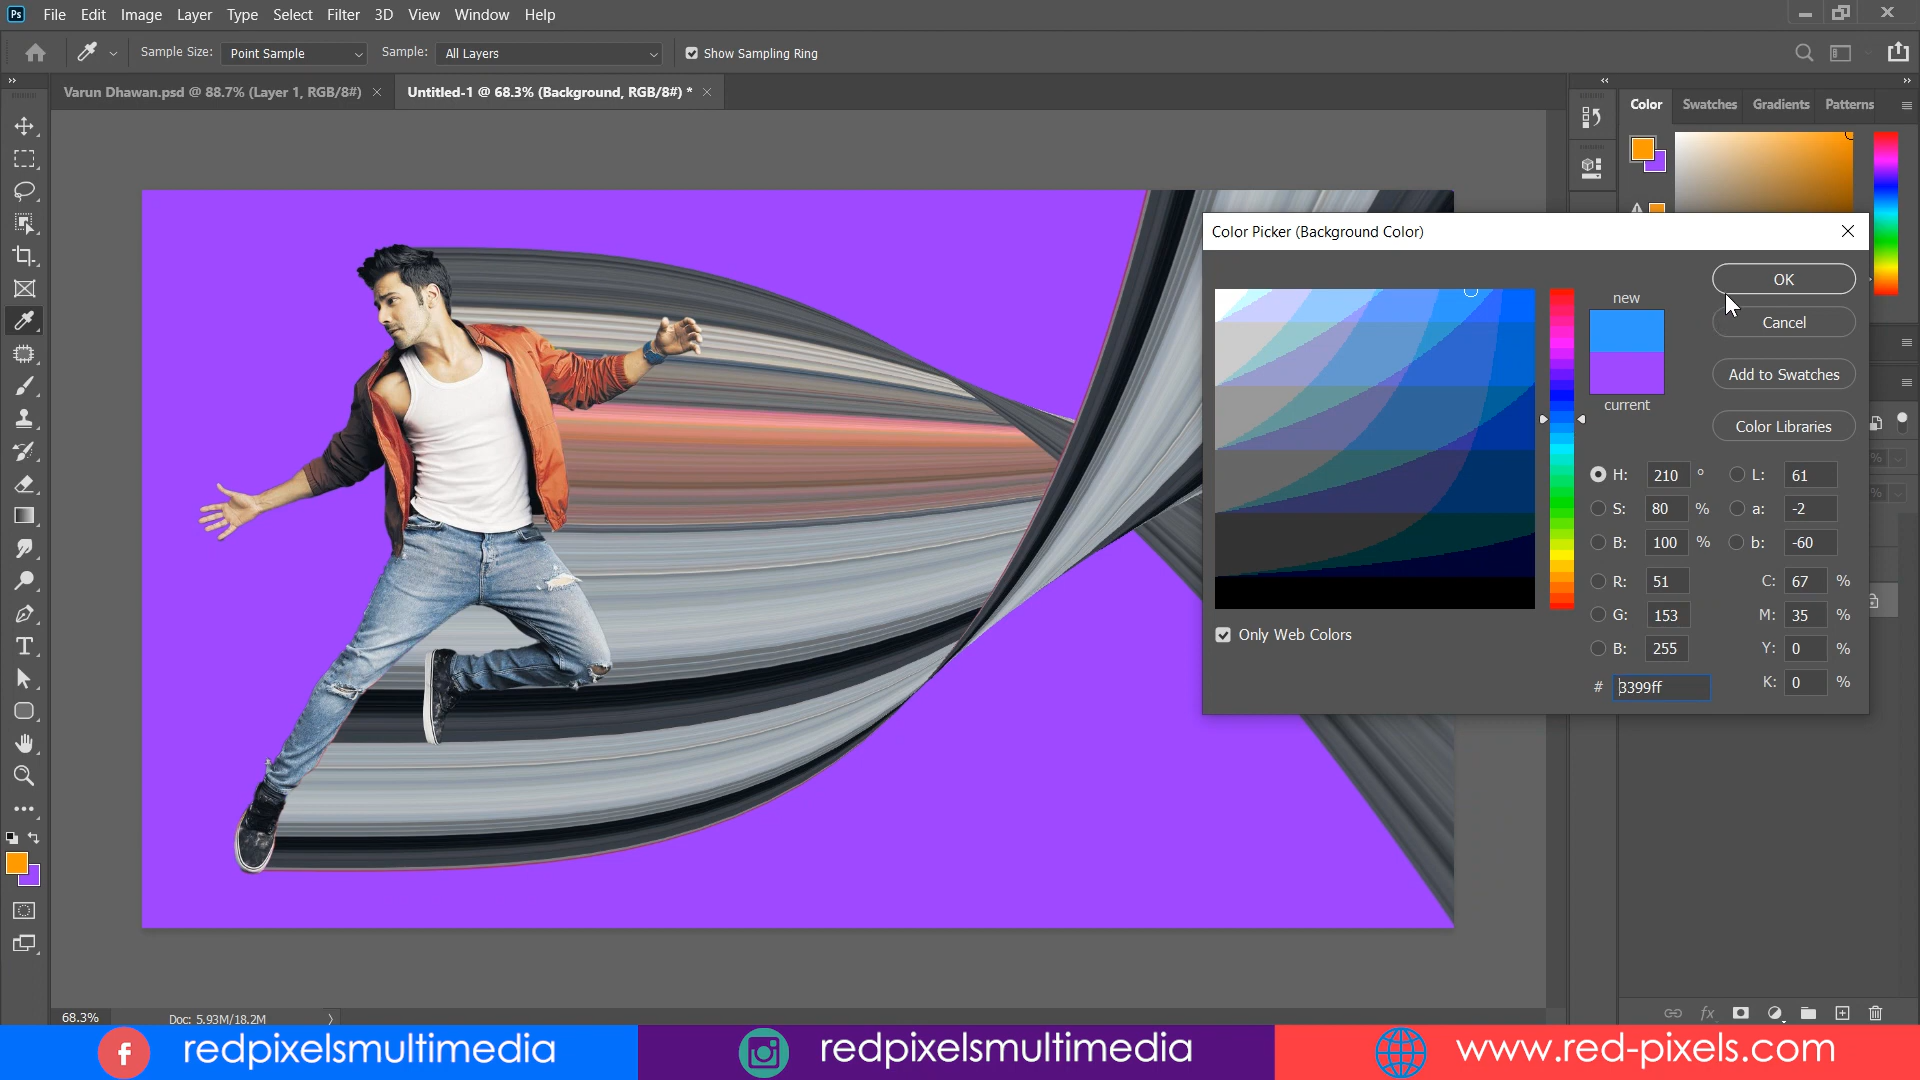 Ps File Edit Image Layer Type Select Filter 3D View Window Help
Sample Size: Point Sample Sample: All Layers Show Sampling Ring
Varun Dhawan.psd @ 88.7% (Layer 1, RGB/8#) Untitled-1 @ 68.3% (Background, RGB/8#) *
Color Swatches Gradients Patterns
Color Picker (Background Color)
OK
new
Cancel
Add to Swatches
current
Color Libraries
H: 210 ° L: 61
S: 80 % a: -2
B: 100 % b: -60
R: 51 C: 67 %
G: 153 M: 35 %
B: 255 Y: 0 %
# 3399ff K: 0 %
Only Web Colors
%
%
T
fx
68.3% Doc: 5.93M/18.2M
f redpixelsmultimedia redpixelsmultimedia www.red-pixels.com